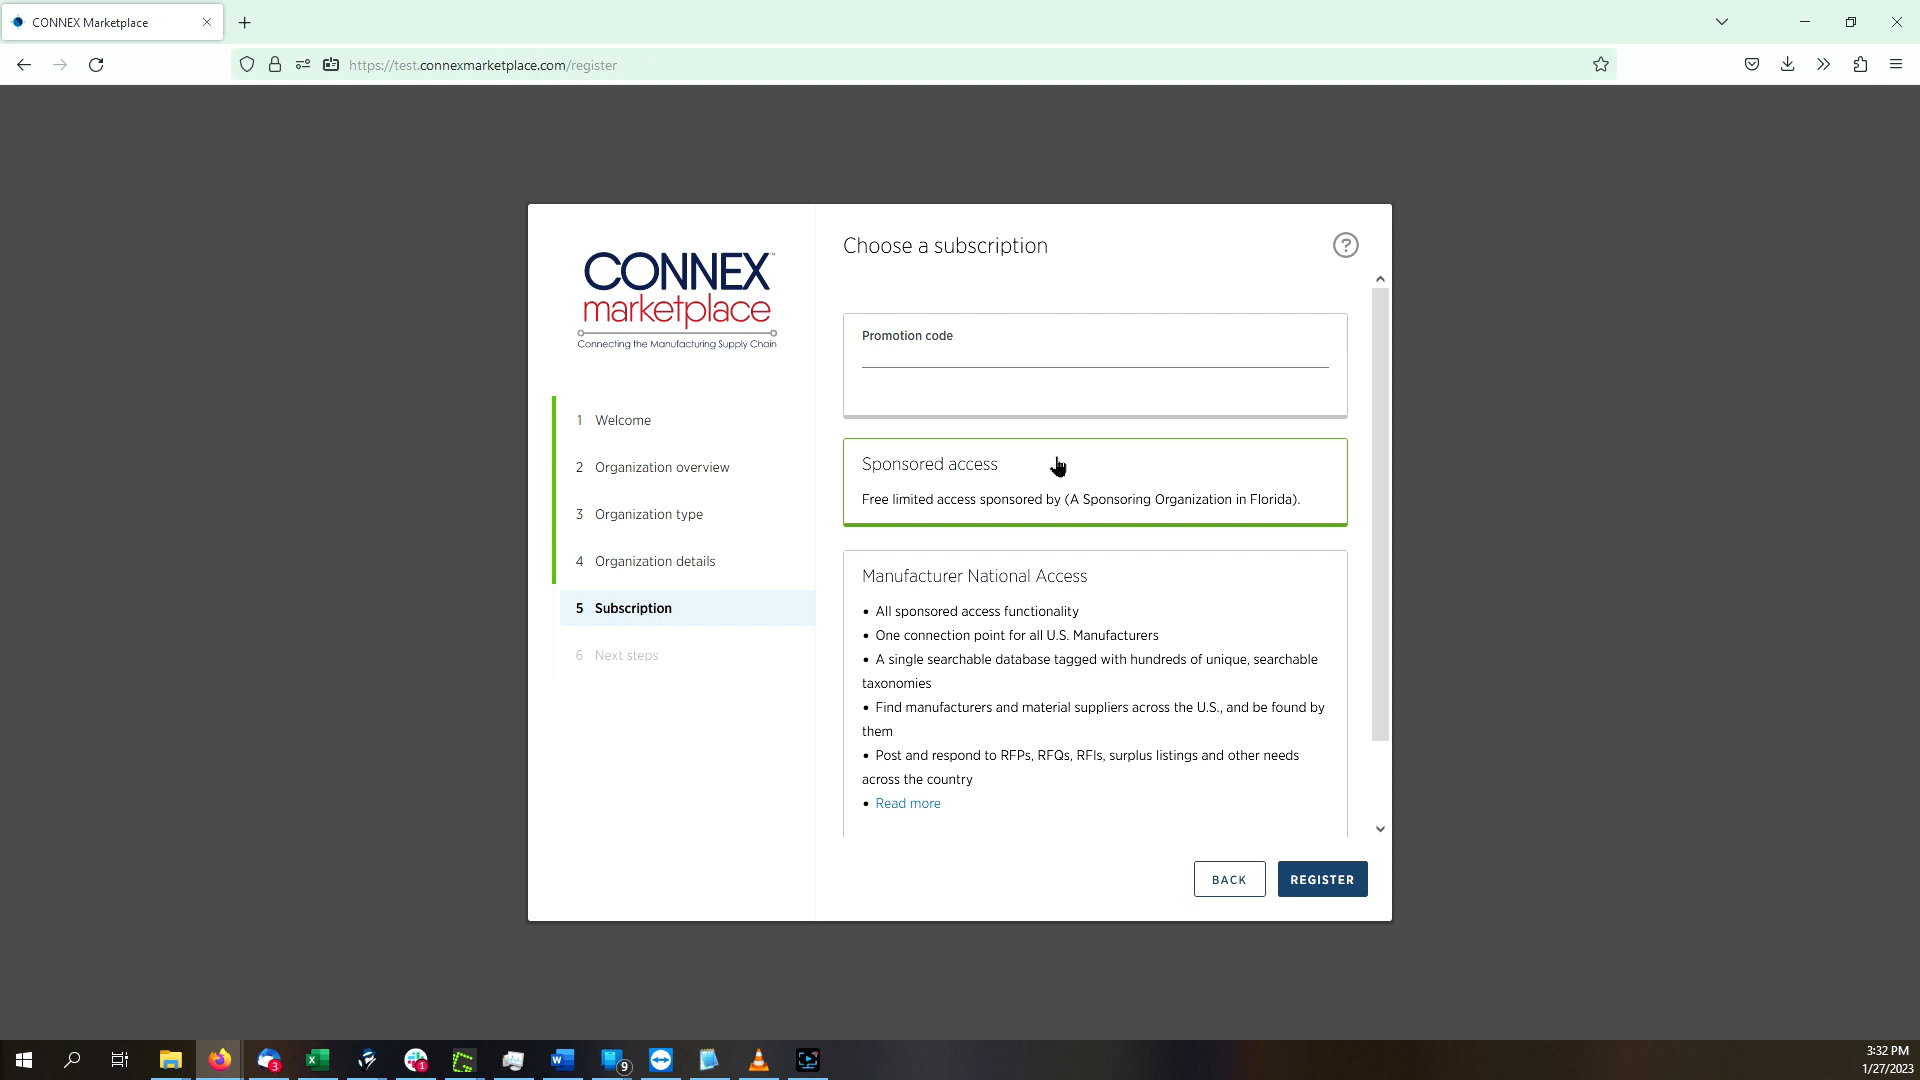 CONNEX Marketplace
https://test.connexmarketplace.com/register
CONNEX™
marketplace
Connecting the Manufacturing Supply Chain
1 Welcome
2 Organization overview
3 Organization type
4 Organization details
5 Subscription
6 Next steps
Choose a subscription
?
Promotion code
Sponsored access
Free limited access sponsored by (A Sponsoring Organization in Florida).
Manufacturer National Access
• All sponsored access functionality
• One connection point for all U.S. Manufacturers
• A single searchable database tagged with hundreds of unique, searchable
taxonomies
• Find manufacturers and material suppliers across the U.S., and be found by
them
• Post and respond to RFPs, RFQs, RFIs, surplus listings and other needs
across the country
• Read more
BACK
REGISTER
3
1
9
3:32 PM
1/27/2023